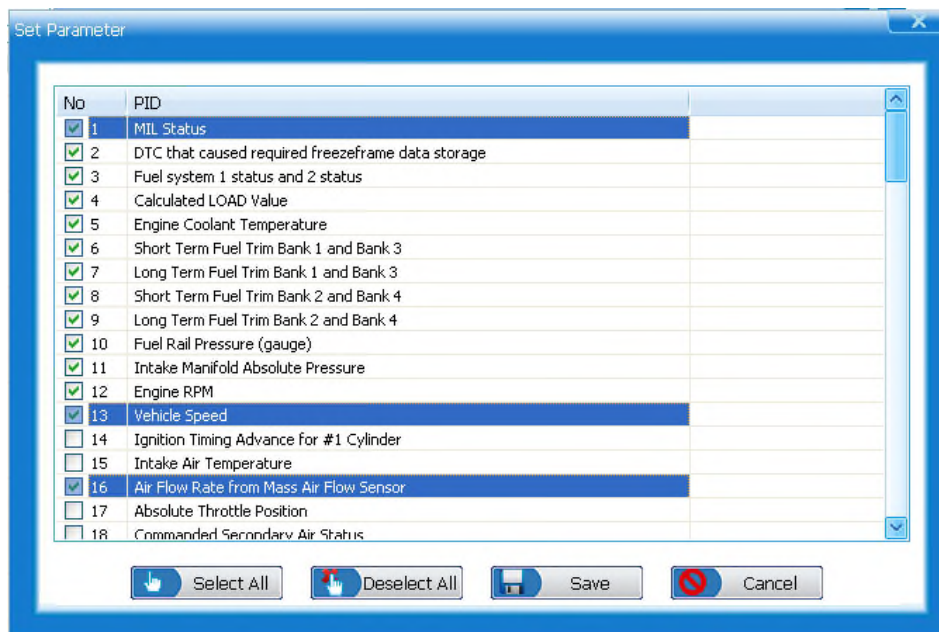 Set Parameter
No PID
1 MIL Status
2 DTC that caused required freezeframe data storage
3 Fuel system 1 status and 2 status
4 Calculated LOAD Value
5 Engine Coolant Temperature
6 Short Term Fuel Trim Bank 1 and Bank 3
7 Long Term Fuel Trim Bank 1 and Bank 3
8 Short Term Fuel Trim Bank 2 and Bank 4
9 Long Term Fuel Trim Bank 2 and Bank 4
10 Fuel Rail Pressure (gauge)
11 Intake Manifold Absolute Pressure
12 Engine RPM
13 Vehicle Speed
14 Ignition Timing Advance for #1 Cylinder
15 Intake Air Temperature
16 Air Flow Rate from Mass Air Flow Sensor
17 Absolute Throttle Position
18 Commanded Secondary Air Status
Select All Deselect All Save Cancel